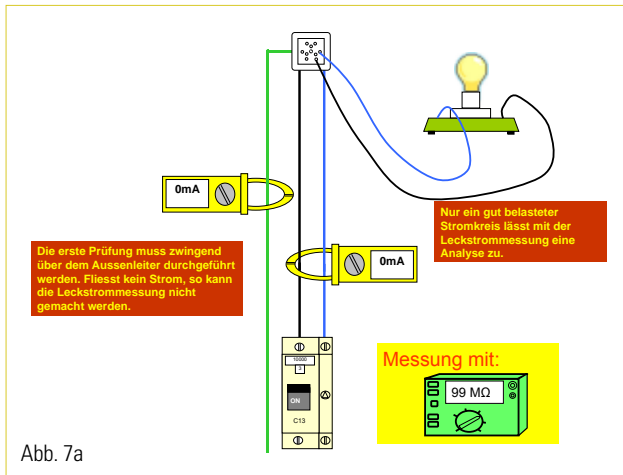 0mA
Die erste Prüfung muss zwingend
über dem Aussenleiter durchgeführt
werden. Fliesst kein Strom, so kann
die Leckstrommessung nicht
gemacht werden.
Nur ein gut belasteter
Stromkreis lässt mit der
Leckstrommessung eine
Analyse zu.
0mA
10000
3
ON
C13
Messung mit:
99 MΩ
Abb. 7a